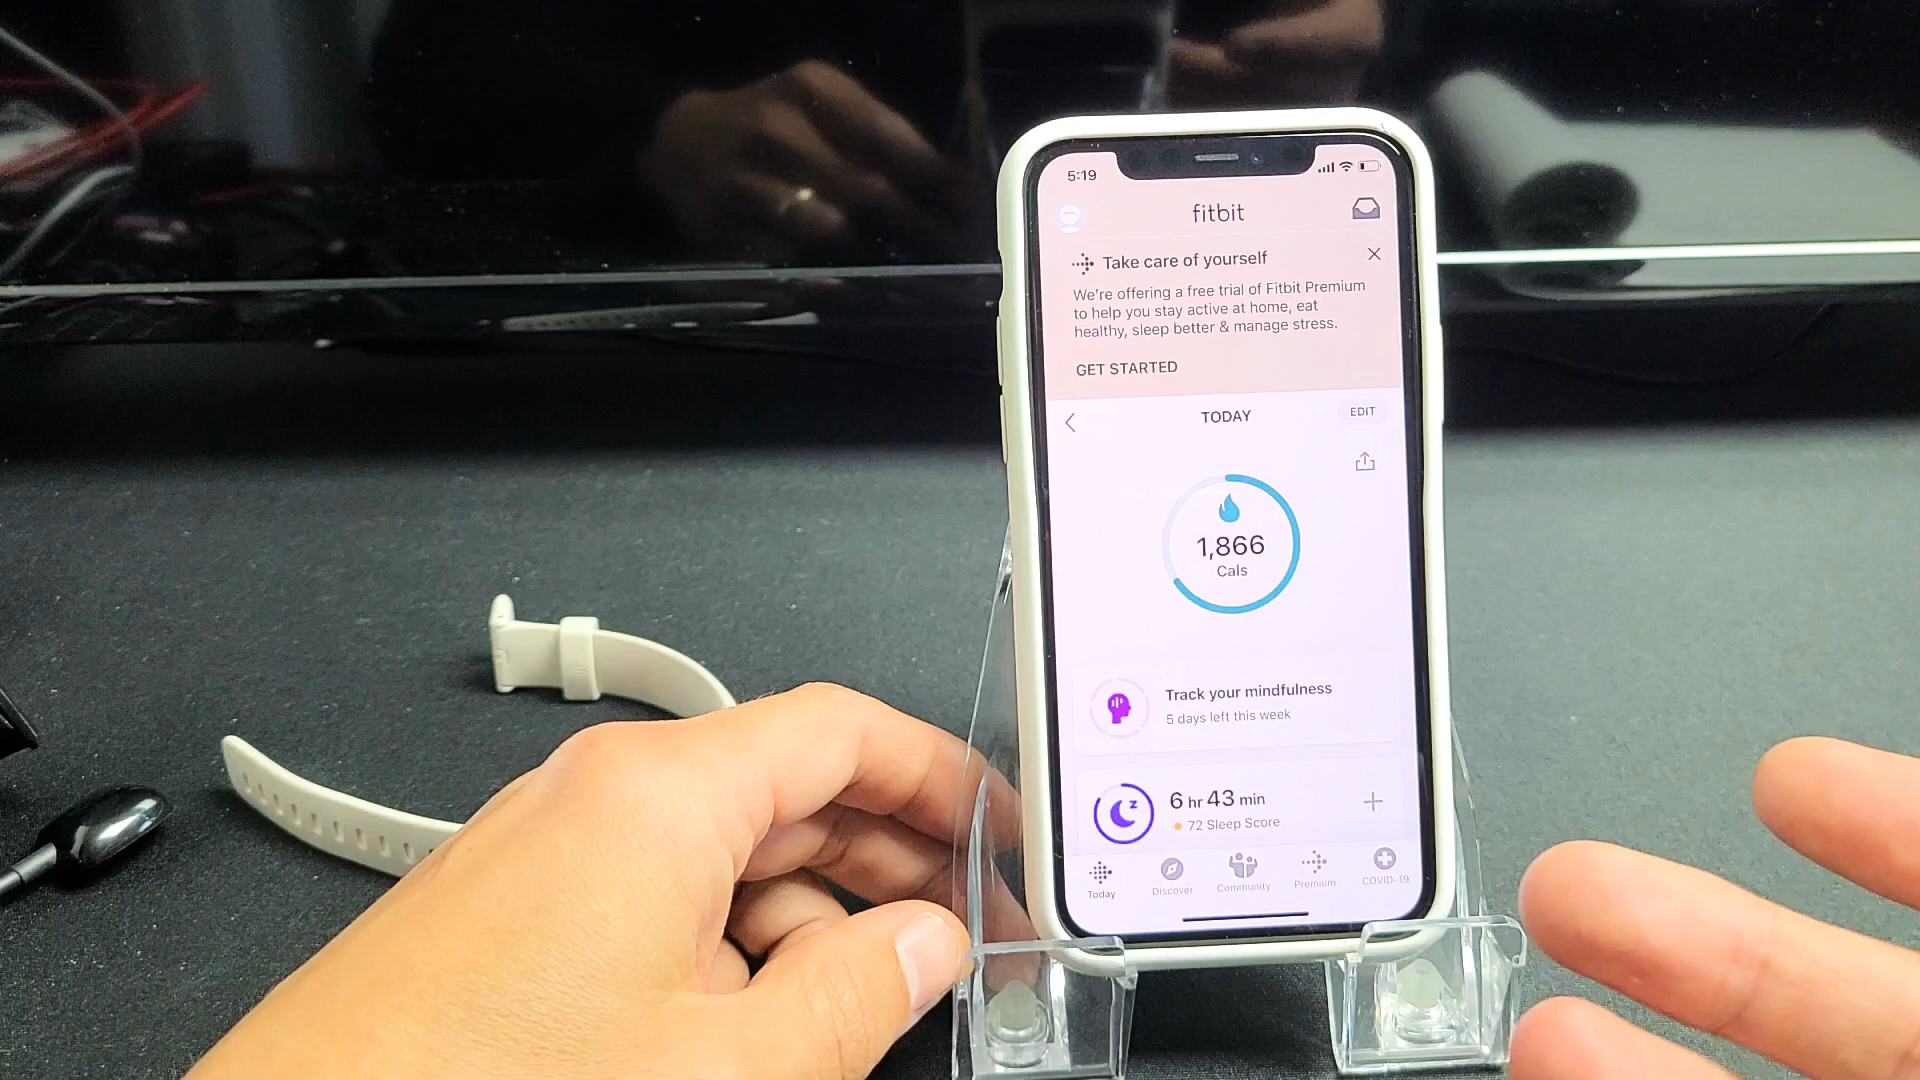 5:19
fitbit
Take care of yourself
We're offering a free trial of Fitbit Premium
to help you stay active at home, eat
healthy, sleep better & manage stress.
GET STARTED
TODAY
EDIT
1,866
Cals
Track your mindfulness
5 days left this week
6 hr 43 min
72 Sleep Score
Today
Discover
Community
Premium
COVID-19